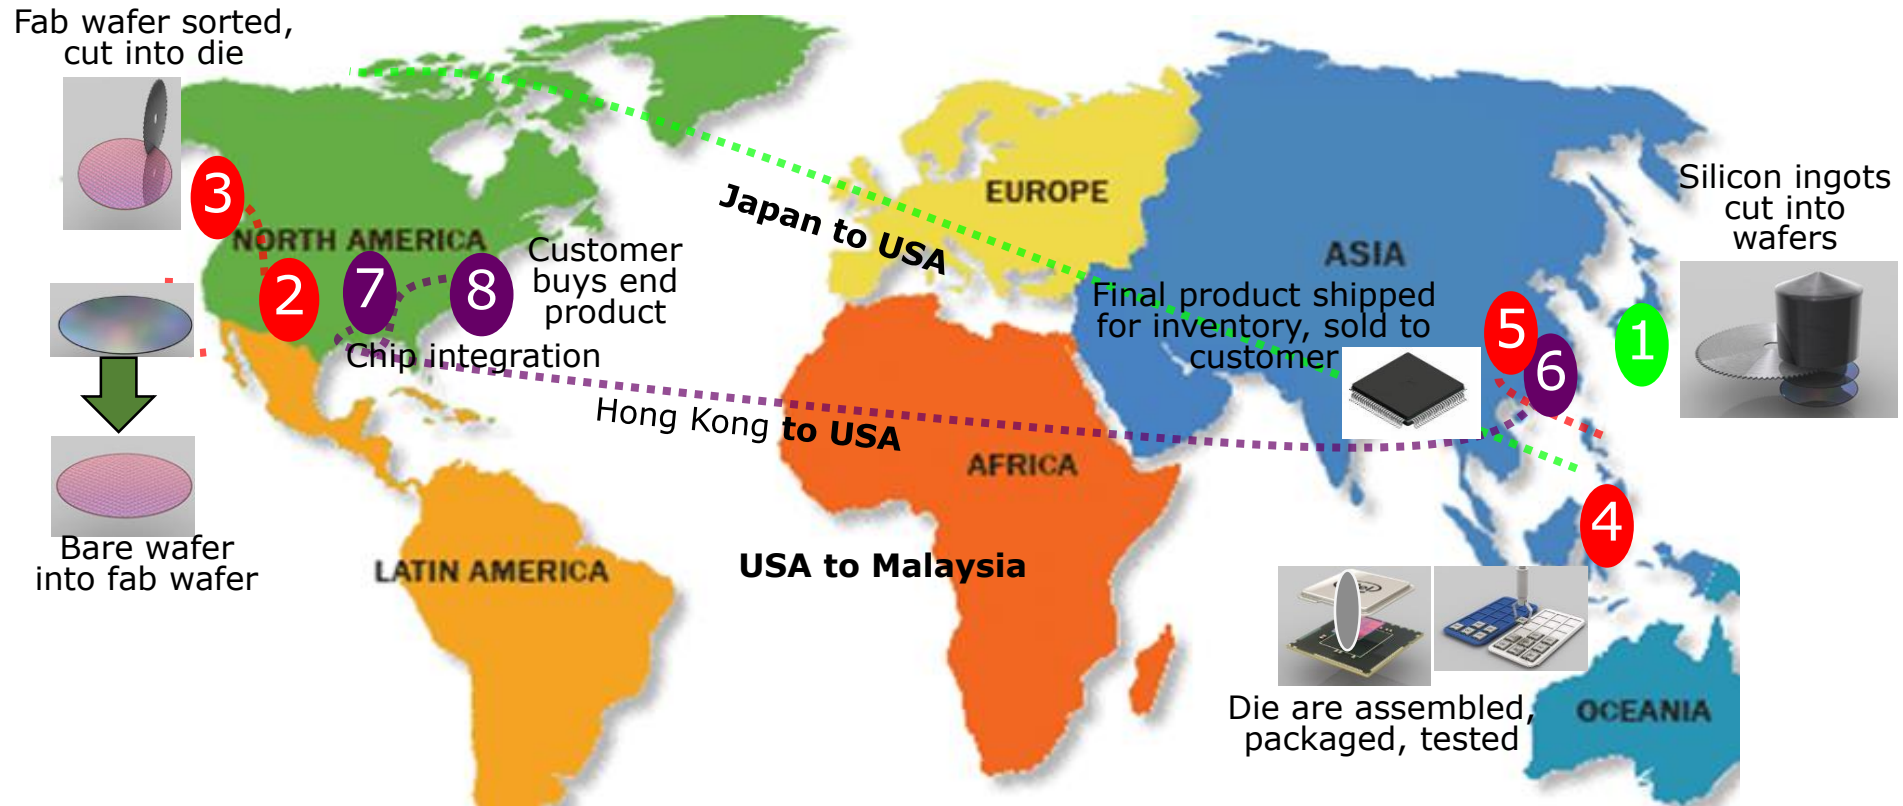 Fab wafer sorted,
cut into die
3
NORTH AMERICA
2
7
8
Customer
buys end
product
Chip integration
Bare wafer
into fab wafer
LATIN AMERICA
Japan to USA
EUROPE
ASIA
Final product shipped
for inventory, sold to
customer
Hong Kong to USA
AFRICA
USA to Malaysia
5
6
1
Silicon ingots
cut into
wafers
4
Die are assembled,
packaged, tested
OCEANIA